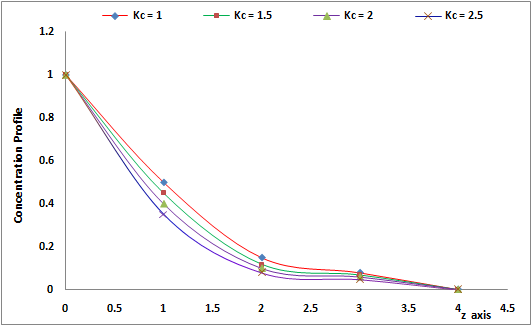 Kc = 1 Kc = 1.5 Kc = 2 Kc = 2.5
1.2
1
0.8
0.6
0.4
0.2
0
Concentration Profile
0 0.5 1 1.5 2 2.5 3 3.5 4 4.5
z axis